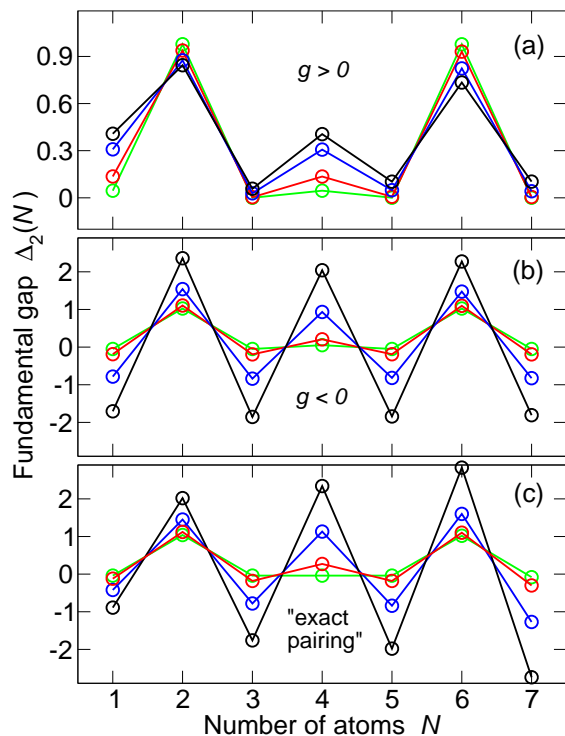 (a)
g > 0
0.9
0.6
0.3
0
Fundamental gap Δ₂(N)
(b)
g < 0
2
1
0
-1
-2
(c)
"exact
pairing"
2
1
0
-1
-2
1 2 3 4 5 6 7
Number of atoms N